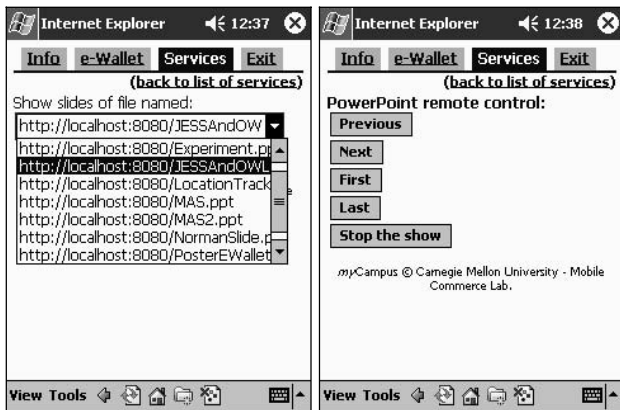 Internet Explorer 12:37
Info e-Wallet Services Exit
(back to list of services)
Show slides of file named:
http://localhost:8080/JESSAndOW
http://localhost:8080/Experiment.pp
http://localhost:8080/JESSAndOWL
http://localhost:8080/LocationTrack
http://localhost:8080/MAS.ppt
http://localhost:8080/MAS2.ppt
http://localhost:8080/NormanSlide.p
http://localhost:8080/PosterEWallet
View Tools
Internet Explorer 12:38
Info e-Wallet Services Exit
(back to list of services)
PowerPoint remote control:
Previous
Next
First
Last
Stop the show
myCampus © Carnegie Mellon University - Mobile
Commerce Lab.
View Tools